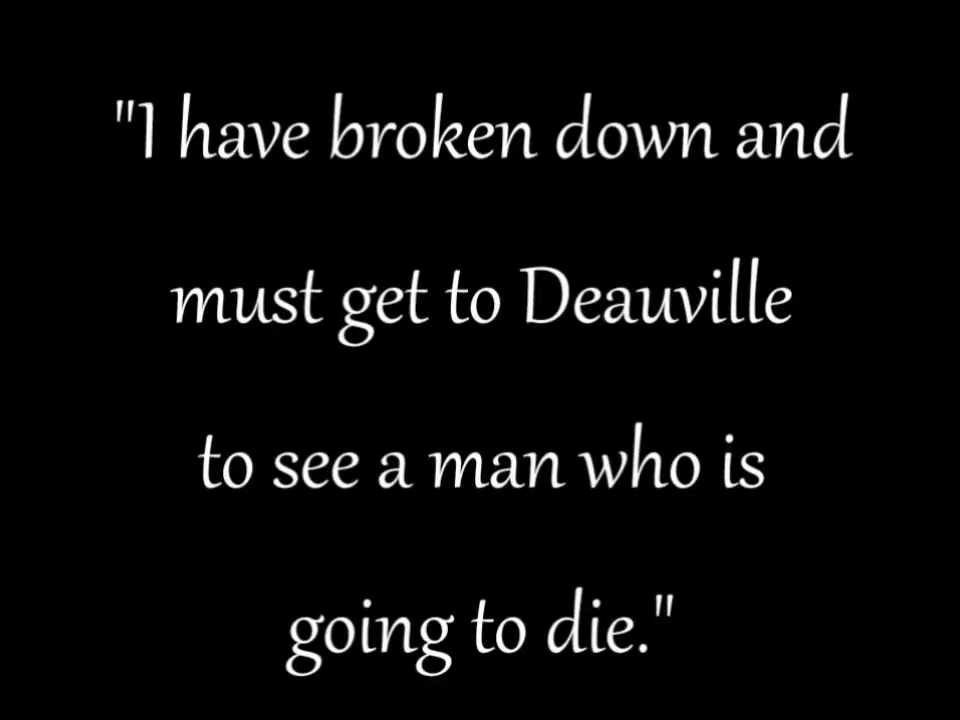 "I have broken down and
must get to Deauville
to see a man who is
going to die."